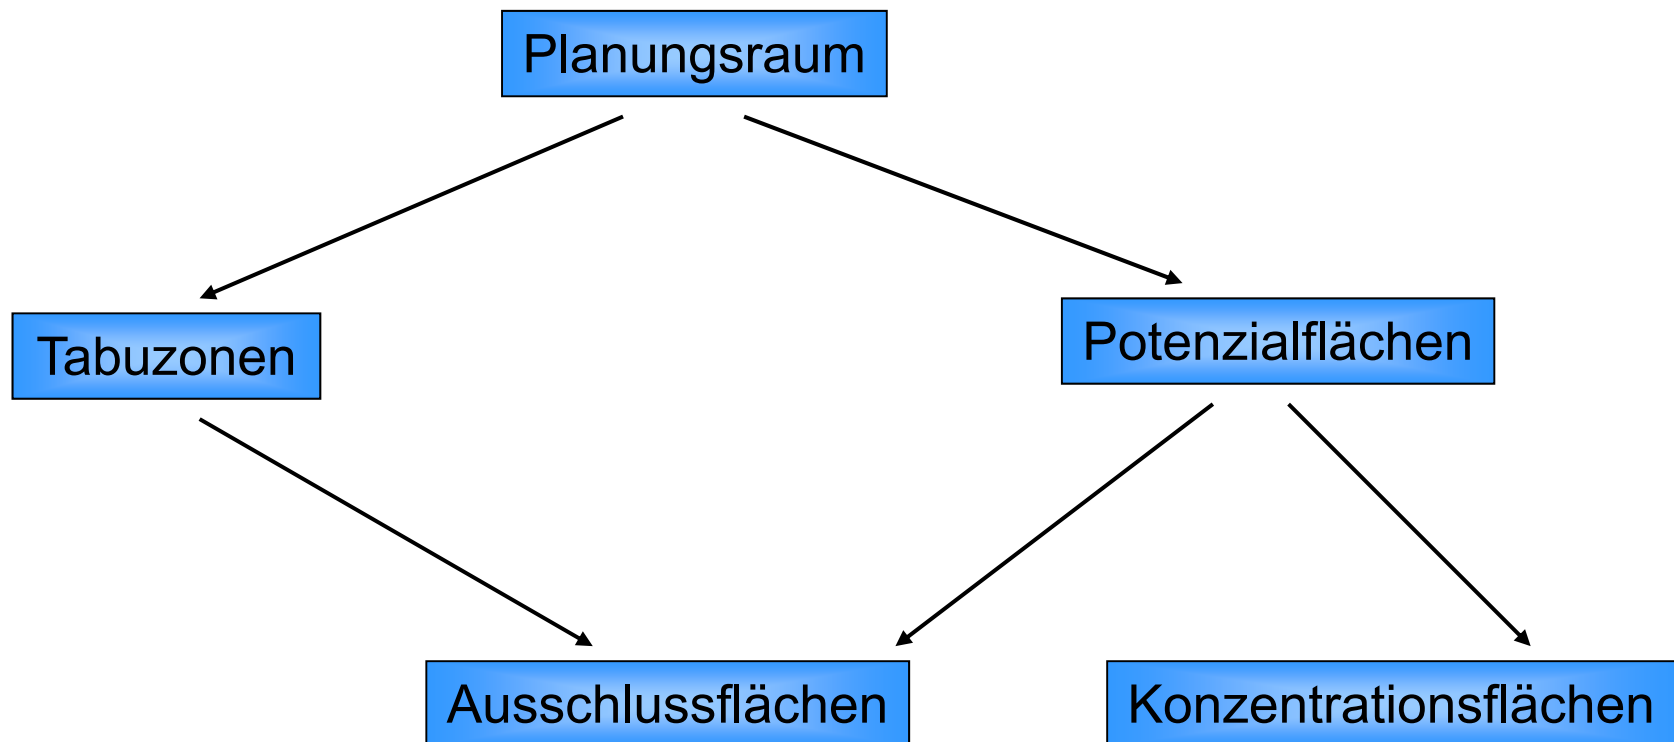 Planungsraum
Tabuzonen
Potenzialflächen
Ausschlussflächen
Konzentrationsflächen